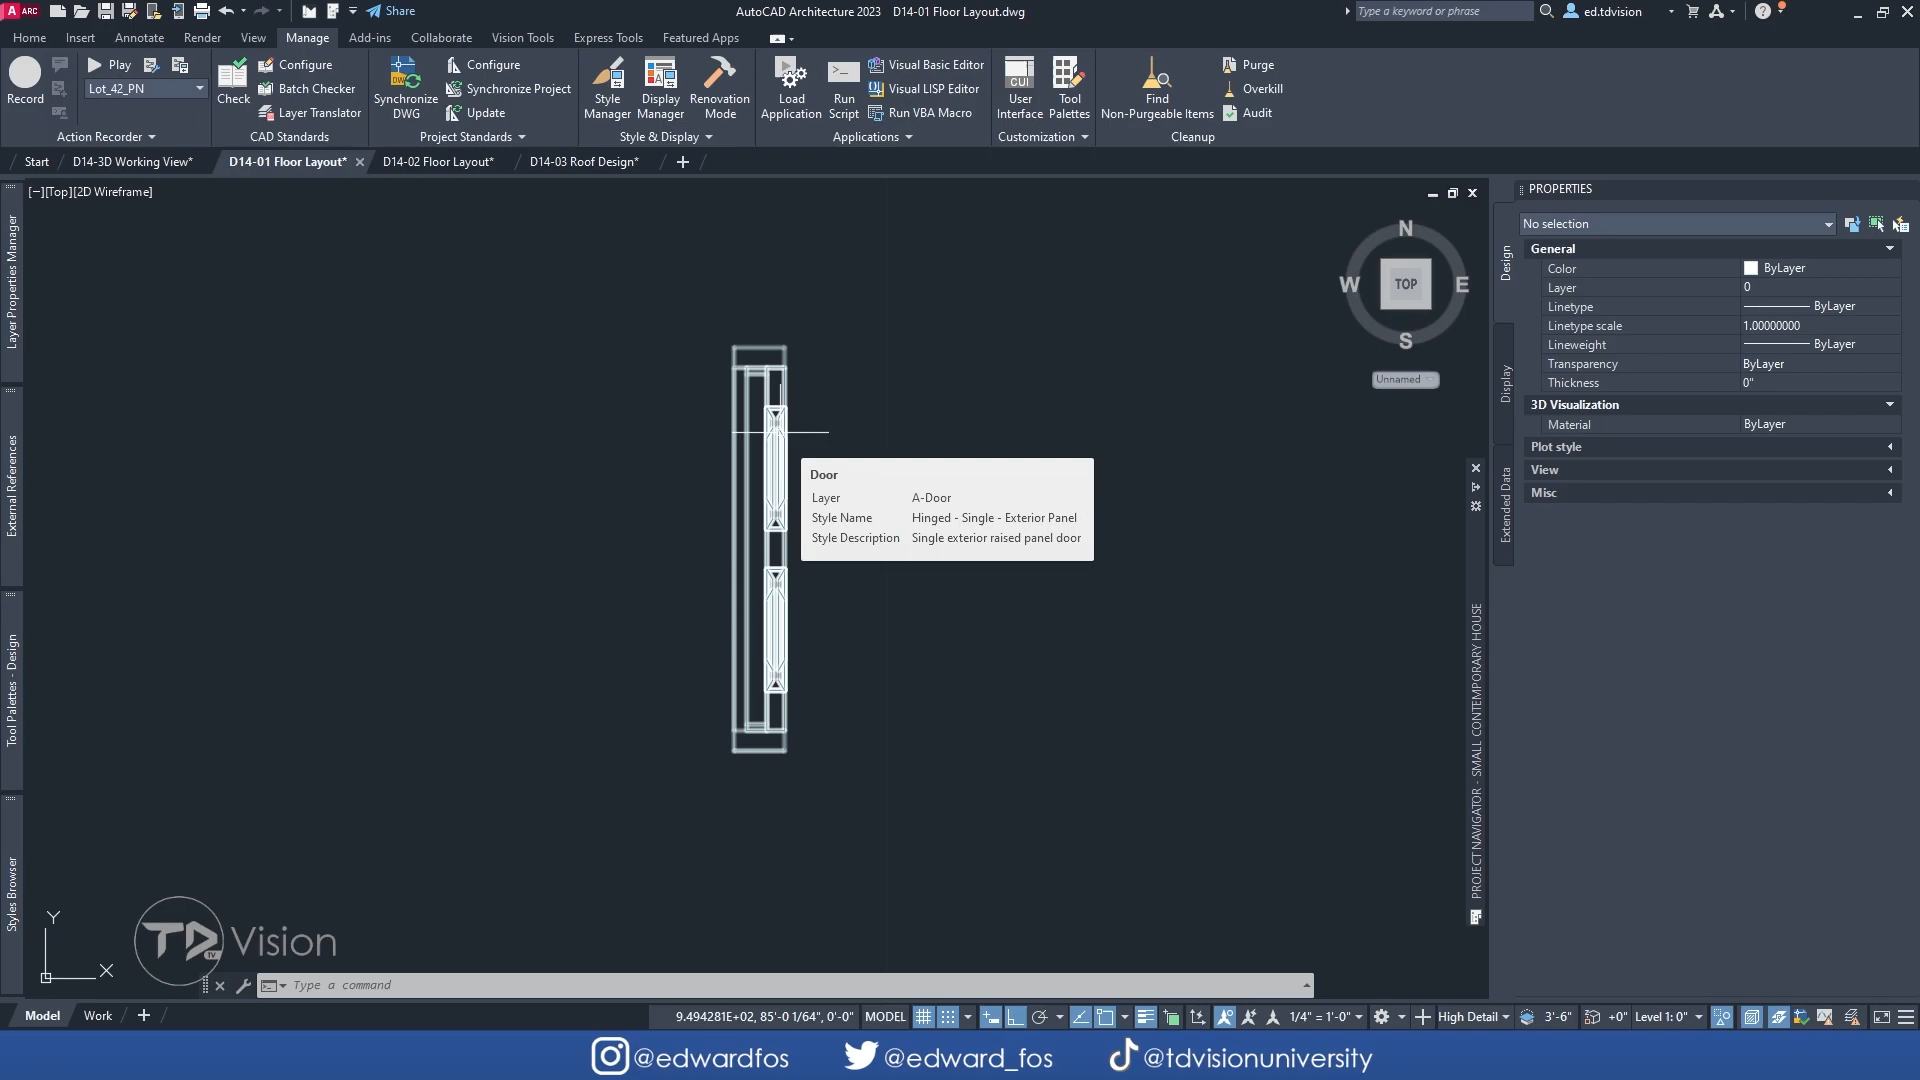 A ARC Share AutoCAD Architecture 2023 D14-01 Floor Layout.dwg Type a keyword or phrase ed.tdvision
Home Insert Annotate Render View Manage Add-ins Collaborate Vision Tools Express Tools Featured Apps
Record Play Lot_42_PN
Action Recorder
Check Configure Batch Checker Layer Translator
CAD Standards
Synchronize DWG Configure Synchronize Project Update
Project Standards
Style Manager Display Manager Renovation Mode
Style & Display
Load Application Run Script Visual Basic Editor Visual LISP Editor Run VBA Macro
Applications
CUI User Interface Tool Palettes
Customization
Find Non-Purgeable Items Purge Overkill Audit
Cleanup
Start D14-3D Working View* D14-01 Floor Layout* D14-02 Floor Layout* D14-03 Roof Design*
[−][Top][2D Wireframe]
Layer Properties Manager
External References
Tool Palettes - Design
Styles Browser
N
W TOP E
S
Unnamed
Door
Layer A-Door
Style Name Hinged - Single - Exterior Panel
Style Description Single exterior raised panel door
PROJECT NAVIGATOR - SMALL CONTEMPORARY HOUSE
PROPERTIES
No selection
Design
Display
Extended Data
General
Color ByLayer
Layer 0
Linetype ByLayer
Linetype scale 1.00000000
Lineweight ByLayer
Transparency ByLayer
Thickness 0"
3D Visualization
Material ByLayer
Plot style
View
Misc
Y
X
TD TV Vision
Type a command
Model Work 9.494281E+02, 85'-0 1/64", 0'-0" MODEL 1/4" = 1'-0" High Detail 3'-6" +0" Level 1: 0"
@edwardfos @edward_fos @tdvisionuniversity